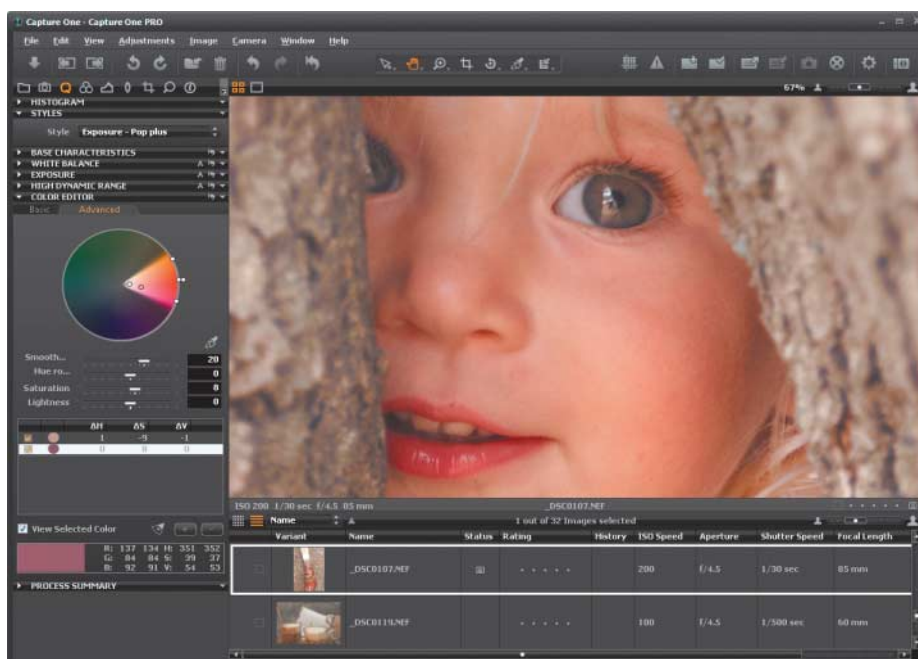 Capture One - Capture One PRO
File Edit View Adjustments Image Camera Window Help
67%
HISTOGRAM
STYLES
Style Exposure - Pop plus
BASE CHARACTERISTICS
WHITE BALANCE A
EXPOSURE A
HIGH DYNAMIC RANGE A
COLOR EDITOR
Basic Advanced
Smooth... 20
Hue ro... 0
Saturation 8
Lightness 0
ΔH ΔS ΔV
1 -9 -1
0 8 0
View Selected Color
R: 137 134 H: 351 352
G: 84 84 S: 39 37
B: 92 91 V: 54 53
PROCESS SUMMARY
ISO 200 1/30 sec f/4.5 85 mm _DSC0107.NEF
Name 1 out of 32 Images selected
Variant Name Status Rating History ISO Speed Aperture Shutter Speed Focal Length
_DSC0107.NEF 200 f/4.5 1/30 sec 85 mm
_DSC0119.NEF 100 f/4.5 1/500 sec 60 mm